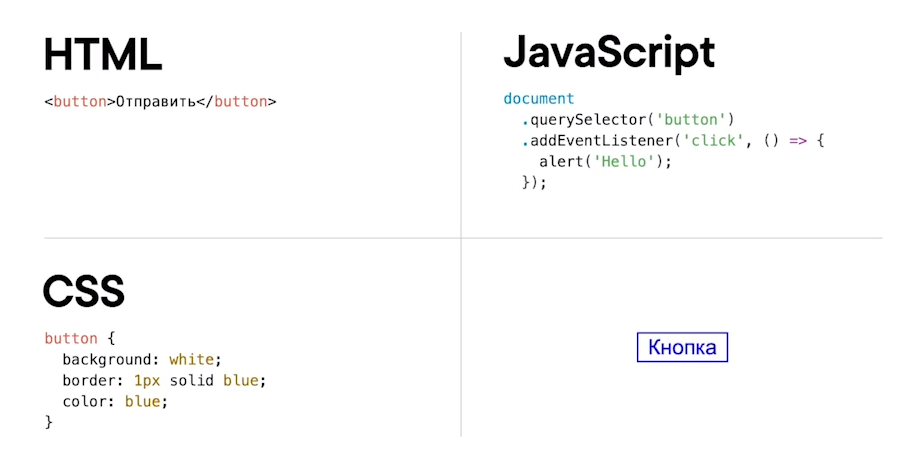 HTML
<button>Отправить</button>
JavaScript
document
  .querySelector('button')
  .addEventListener('click', () => {
    alert('Hello');
  });
CSS
button {
  background: white;
  border: 1px solid blue;
  color: blue;
}
Кнопка